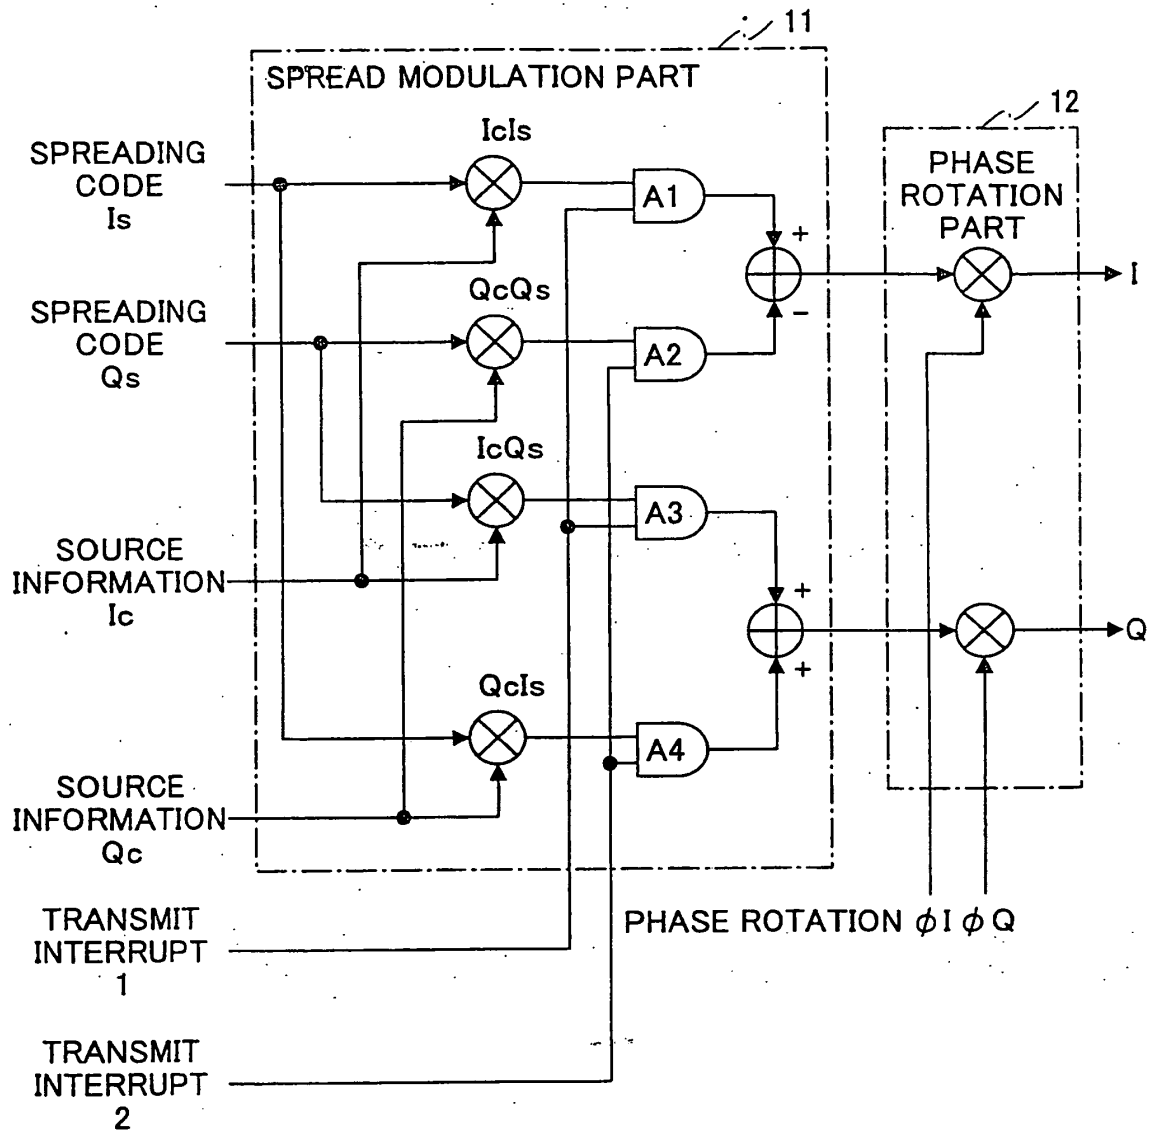 11
SPREAD MODULATION PART
12
IcIs
SPREADING
CODE
Is
A1
PHASE
ROTATION
PART
+
I
QcQs
-
SPREADING
CODE
Qs
A2
IcQs
A3
SOURCE
INFORMATION
Ic
+
Q
+
QcIs
A4
SOURCE
INFORMATION
Qc
TRANSMIT
INTERRUPT
1
PHASE ROTATION ϕI ϕQ
TRANSMIT
INTERRUPT
2